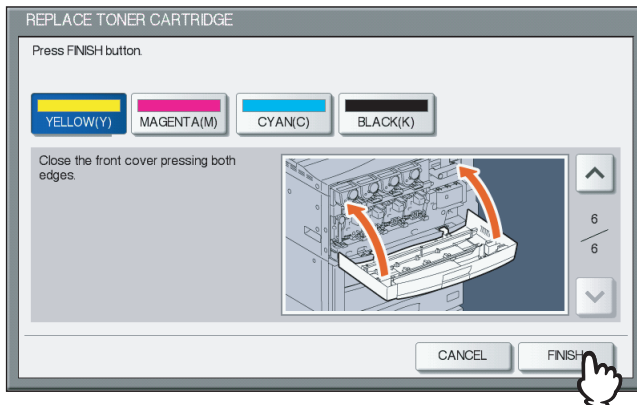 REPLACE TONER CARTRIDGE
Press FINISH button.
YELLOW(Y) MAGENTA(M) CYAN(C) BLACK(K)
Close the front cover pressing both
edges.
6
6
CANCEL FINISH